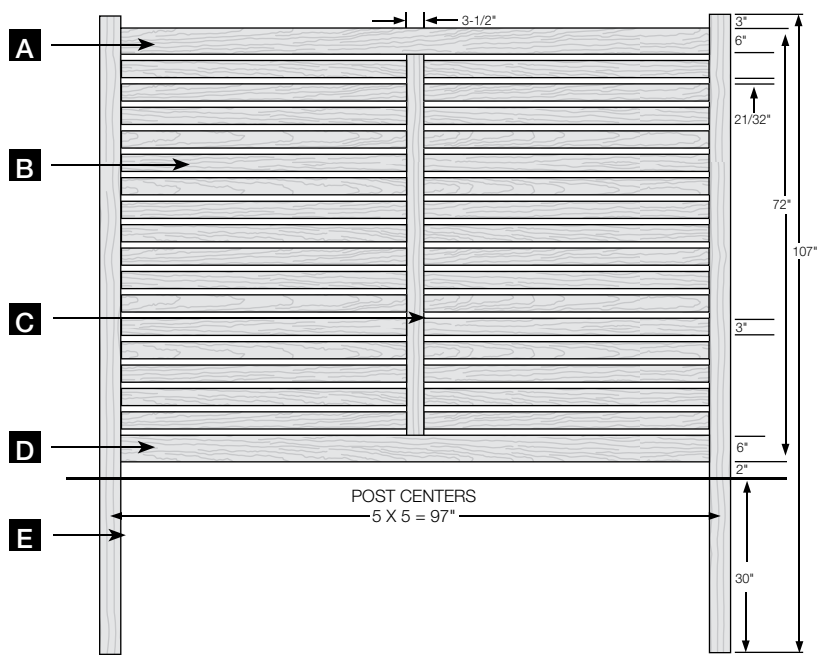 3-1/2"
3"
A
6"
21/32"
B
72"
107"
C
3"
D
6"
2"
POST CENTERS
5 X 5 = 97"
E
30"